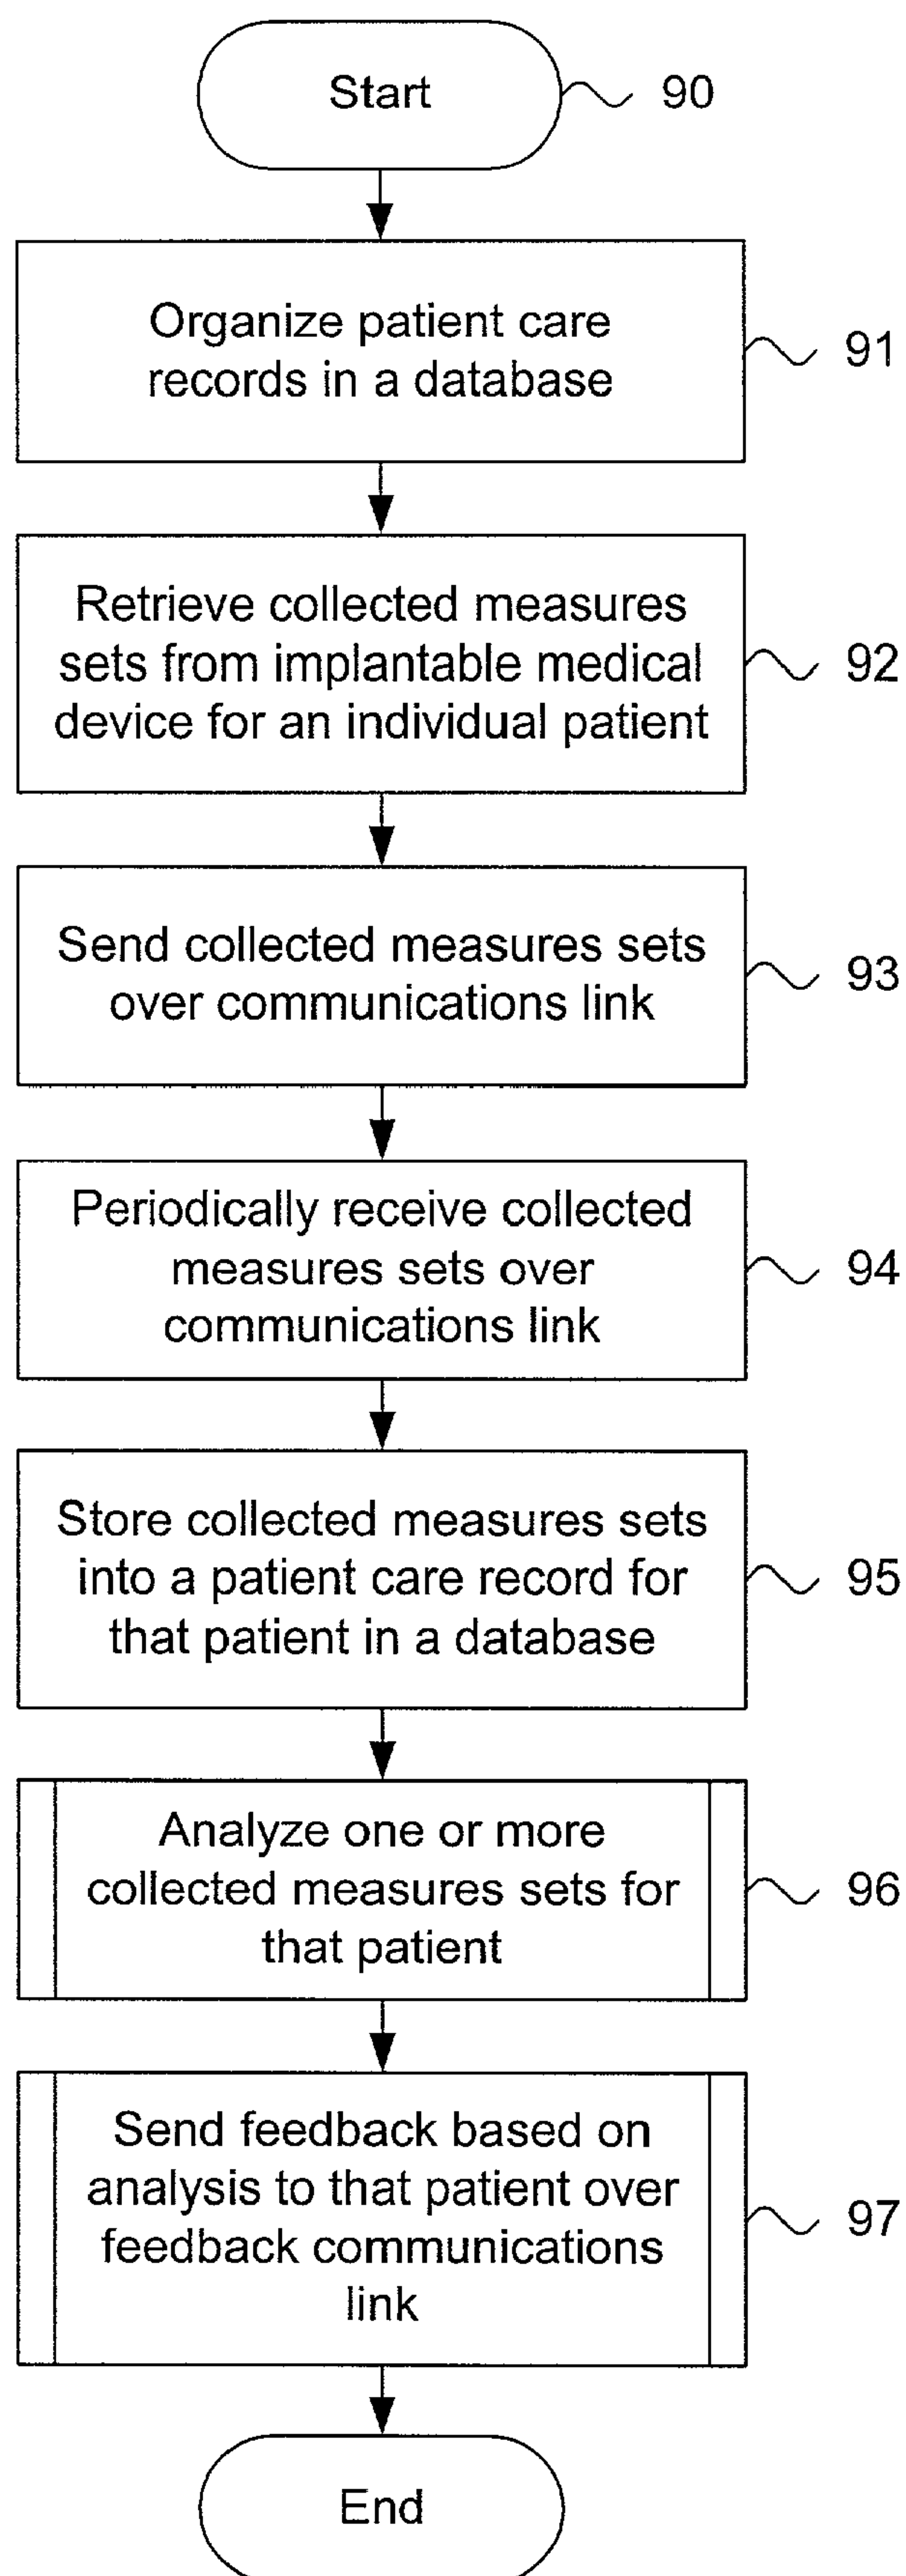 Start
90
Organize patient care
records in a database
91
Retrieve collected measures
sets from implantable medical
device for an individual patient
92
Send collected measures sets
over communications link
93
Periodically receive collected
measures sets over
communications link
94
Store collected measures sets
into a patient care record for
that patient in a database
95
Analyze one or more
collected measures sets for
that patient
96
Send feedback based on
analysis to that patient over
feedback communications
link
97
End